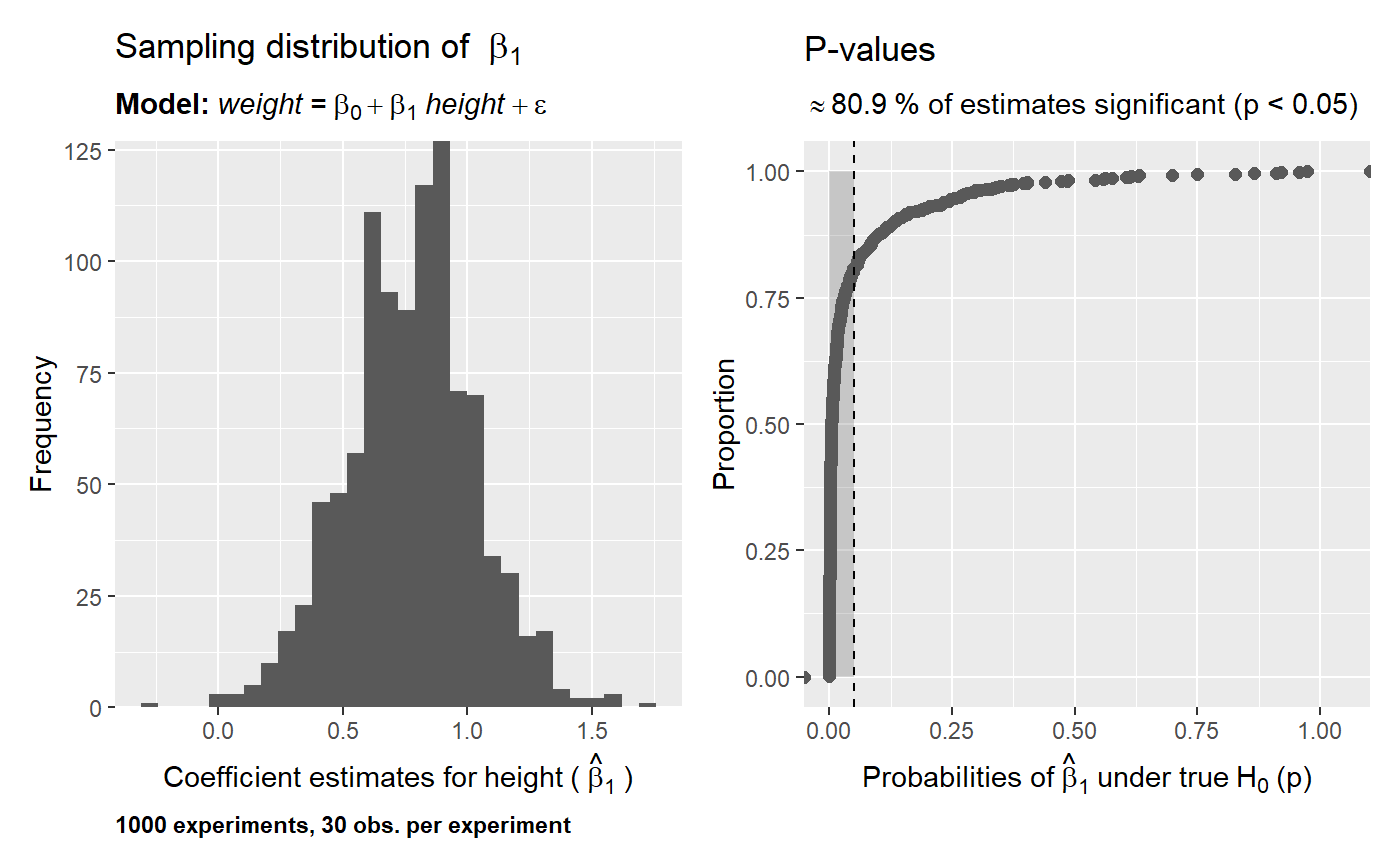 Sampling distribution of β₁
Model: weight = β₀ + β₁ height + ε
125
100
75
50
25
0
Frequency
0.0 0.5 1.0 1.5
Coefficient estimates for height ( β̂₁ )
1000 experiments, 30 obs. per experiment
P-values
≈ 80.9 % of estimates significant (p < 0.05)
1.00
0.75
0.50
0.25
0.00
Proportion
0.00 0.25 0.50 0.75 1.00
Probabilities of β̂₁ under true H₀ (p)